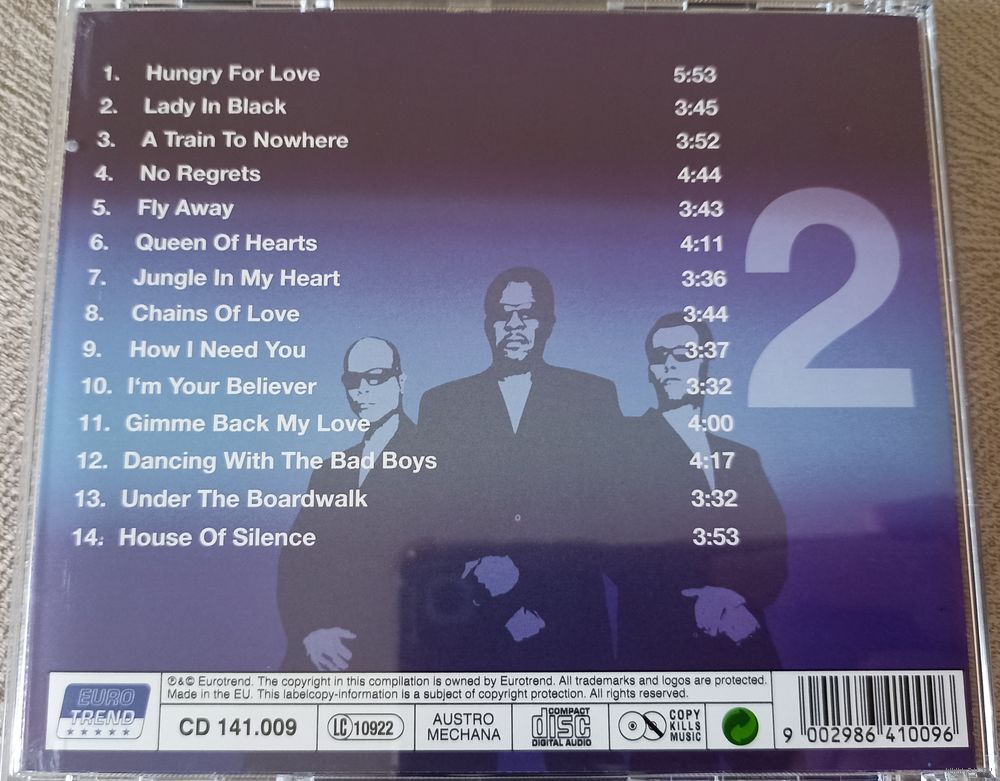 1. Hungry For Love 5:53
2. Lady In Black 3:45
3. A Train To Nowhere 3:52
4. No Regrets 4:44
5. Fly Away 3:43
6. Queen Of Hearts 4:11
7. Jungle In My Heart 3:36
8. Chains Of Love 3:44
9. How I Need You 3:37
10. I'm Your Believer 3:32
11. Gimme Back My Love 4:00
12. Dancing With The Bad Boys 4:17
13. Under The Boardwalk 3:32
14. House Of Silence 3:53
2
EURO
TREND
℗&© Eurotrend. The copyright in this compilation is owned by Eurotrend. All trademarks and logos are protected.
Made in the EU. This labelcopy-information is a subject of copyright protection. All rights reserved.
CD 141.009
LC 10922
AUSTRO
MECHANA
COMPACT
disc
DIGITAL AUDIO
COPY
KILLS
MUSIC
9 002986 410096